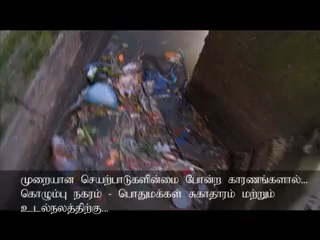 முறையான செயற்பாடுகளின்மை போன்ற காரணங்களால்...
கொழும்பு நகரம் - பொதுமக்கள் சுகாதாரம் மற்றும்
உடல்நலத்திற்கு...